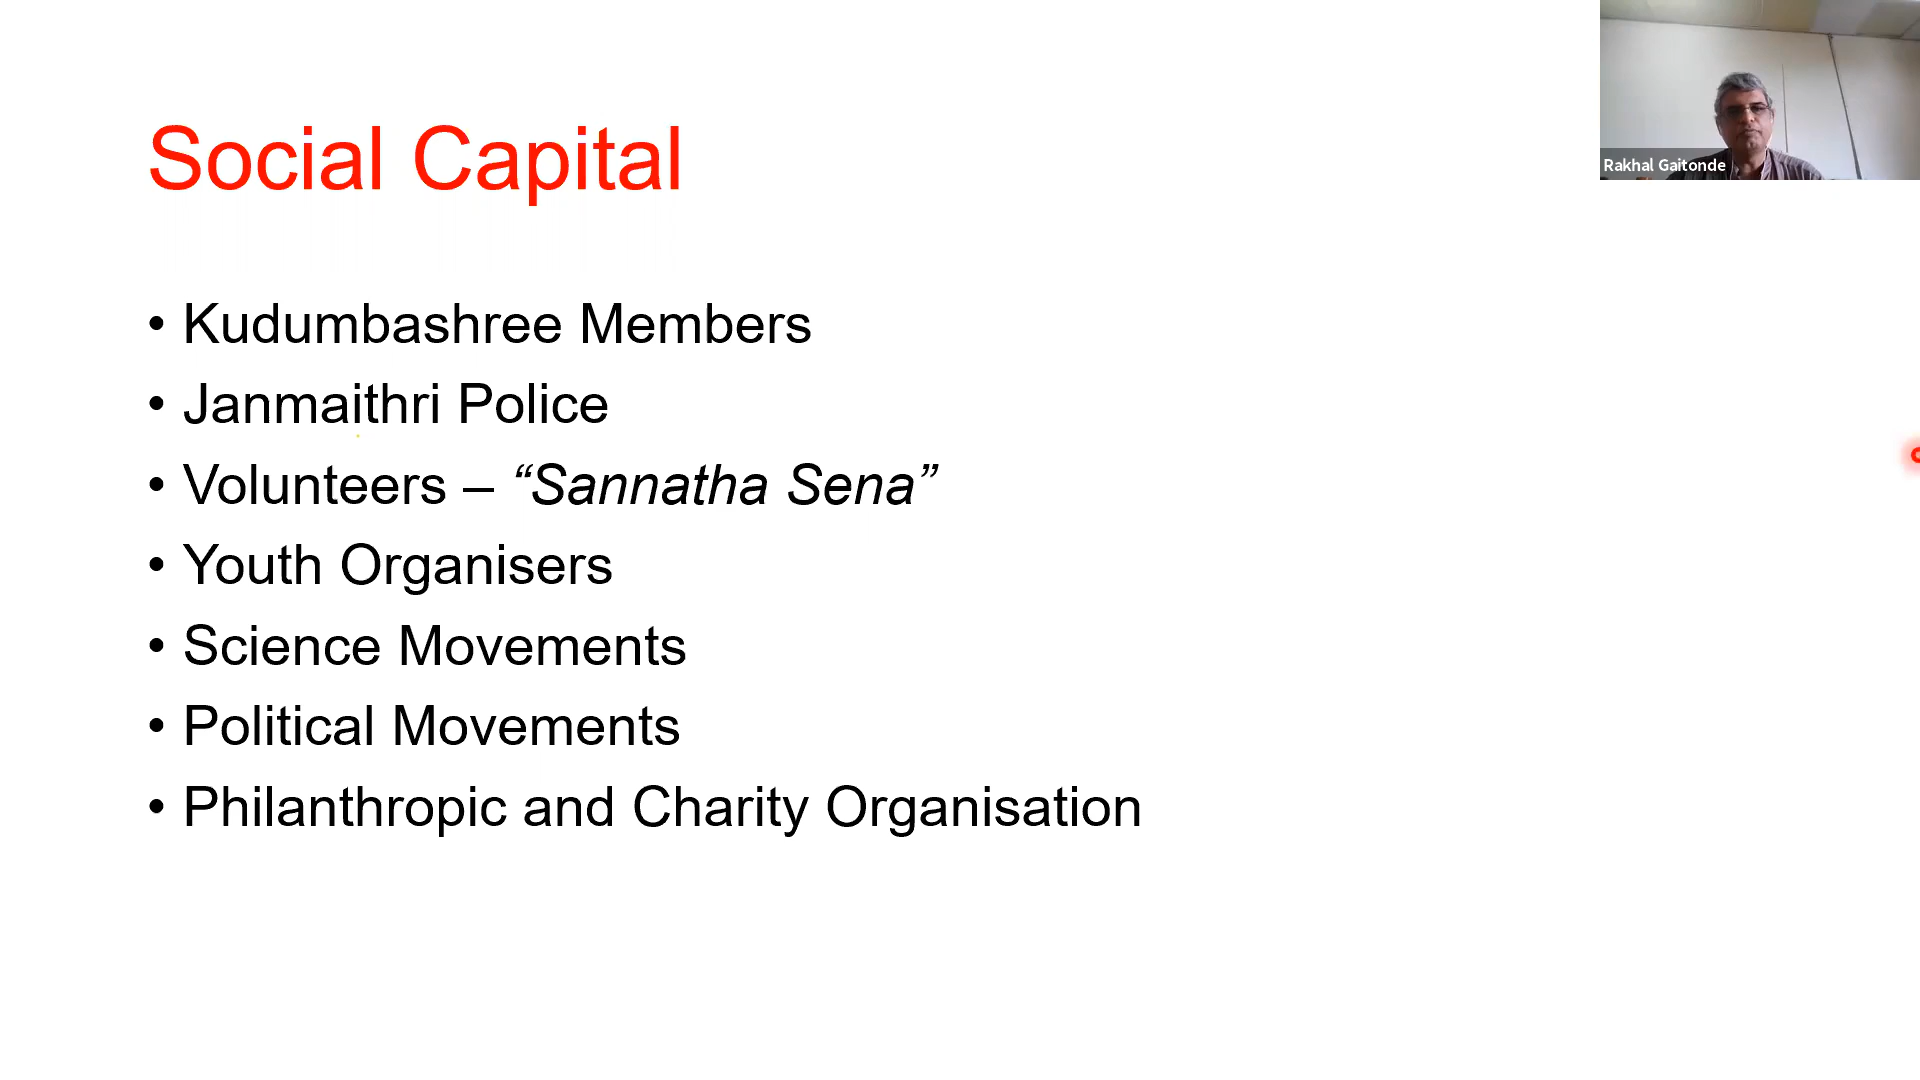 Social Capital
• Kudumbashree Members
• Janmaithri Police
• Volunteers – “Sannatha Sena”
• Youth Organisers
• Science Movements
• Political Movements
• Philanthropic and Charity Organisation
Rakhal Gaitonde